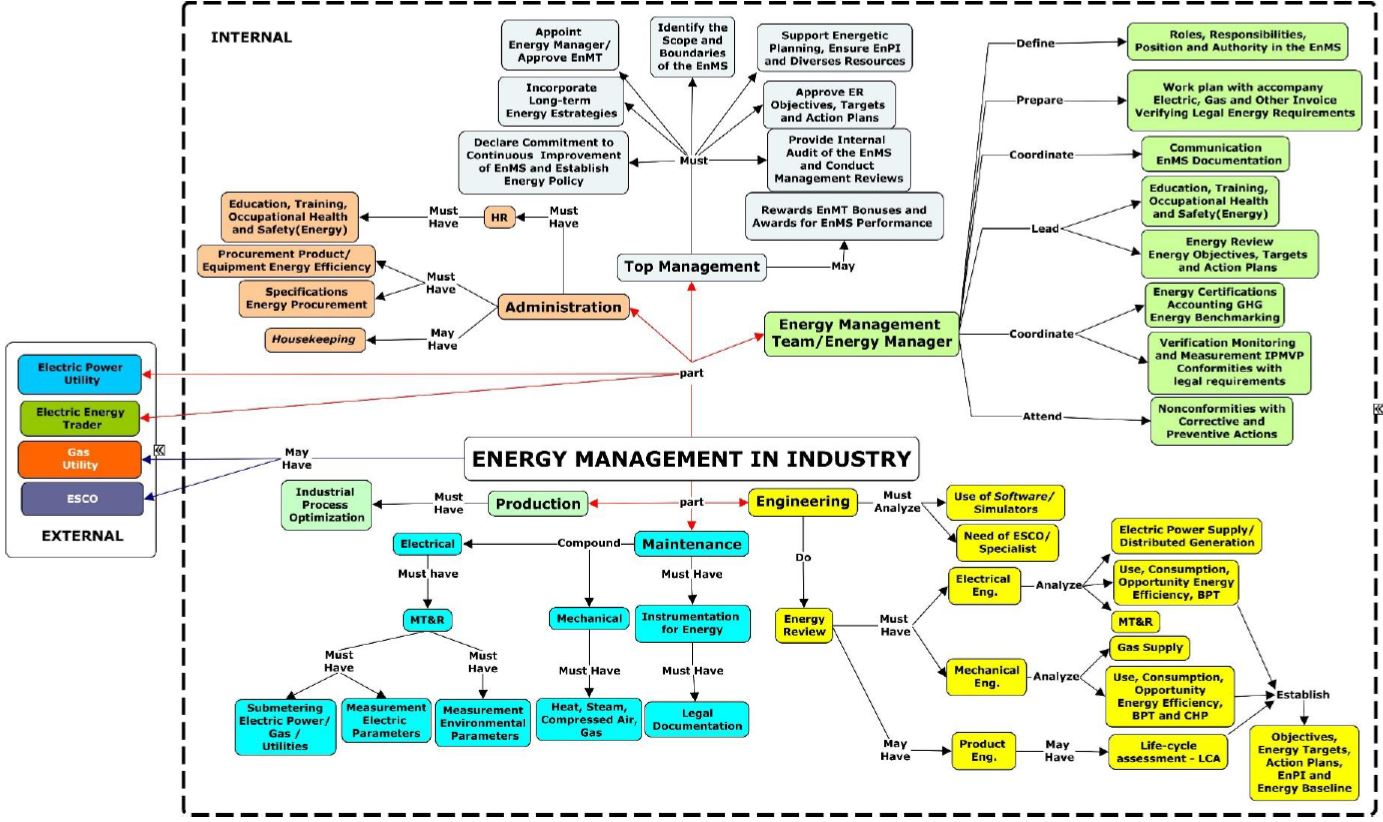 INTERNAL
Appoint
Energy Manager/
Approve EnMT
Identify the
Scope and
Boundaries
of the EnMS
Support Energetic
Planning, Ensure EnPI
and Diverses Resources
Incorporate
Long-term
Energy Estrategies
Approve ER
Objectives, Targets
and Action Plans
Declare Commitment to
Continuous Improvement
of EnMS and Establish
Energy Policy
Must
Provide Internal
Audit of the EnMS
and Conduct
Management Reviews
Rewards EnMT Bonuses and
Awards for EnMS Performance
Top Management
May
Define
Roles, Responsibilities,
Position and Authority in the EnMS
Prepare
Work plan with accompany
Electric, Gas and Other Invoice
Verifying Legal Energy Requirements
Coordinate
Communication
EnMS Documentation
Lead
Education, Training,
Occupational Health
and Safety(Energy)
Energy Review
Energy Objectives, Targets
and Action Plans
Coordinate
Energy Certifications
Accounting GHG
Energy Benchmarking
Verification Monitoring
and Measurement IPMVP
Conformities with
legal requirements
Attend
Nonconformities with
Corrective and
Preventive Actions
Energy Management
Team/Energy Manager
Education, Training,
Occupational Health
and Safety(Energy)
Must
Have
HR
Must
Have
Procurement Product/
Equipment Energy Efficiency
Must
Have
Specifications
Energy Procurement
Administration
Housekeeping
May
Have
part
Electric Power
Utility
Electric Energy
Trader
Gas
Utility
ESCO
EXTERNAL
May
Have
ENERGY MANAGEMENT IN INDUSTRY
Industrial
Process
Optimization
Must
Have
Production
part
Engineering
Must
Analyze
Use of Software/
Simulators
Need of ESCO/
Specialist
Electrical
Compound
Maintenance
Do
Must have
Must Have
MT&R
Mechanical
Instrumentation
for Energy
Must
Have
Must
Have
Must Have
Must Have
Submetering
Electric Power/
Gas /
Utilities
Measurement
Electric
Parameters
Measurement
Environmental
Parameters
Heat, Steam,
Compressed Air,
Gas
Legal
Documentation
Energy
Review
Must
Have
Electrical
Eng.
Analyze
Electric Power Supply/
Distributed Generation
Use, Consumption,
Opportunity Energy
Efficiency, BPT
MT&R
Mechanical
Eng.
Analyze
Gas Supply
Use, Consumption,
Opportunity
Energy Efficiency,
BPT and CHP
Establish
May
Have
Product
Eng.
May
Have
Life-cycle
assessment - LCA
Objectives,
Energy Targets,
Action Plans,
EnPI and
Energy Baseline